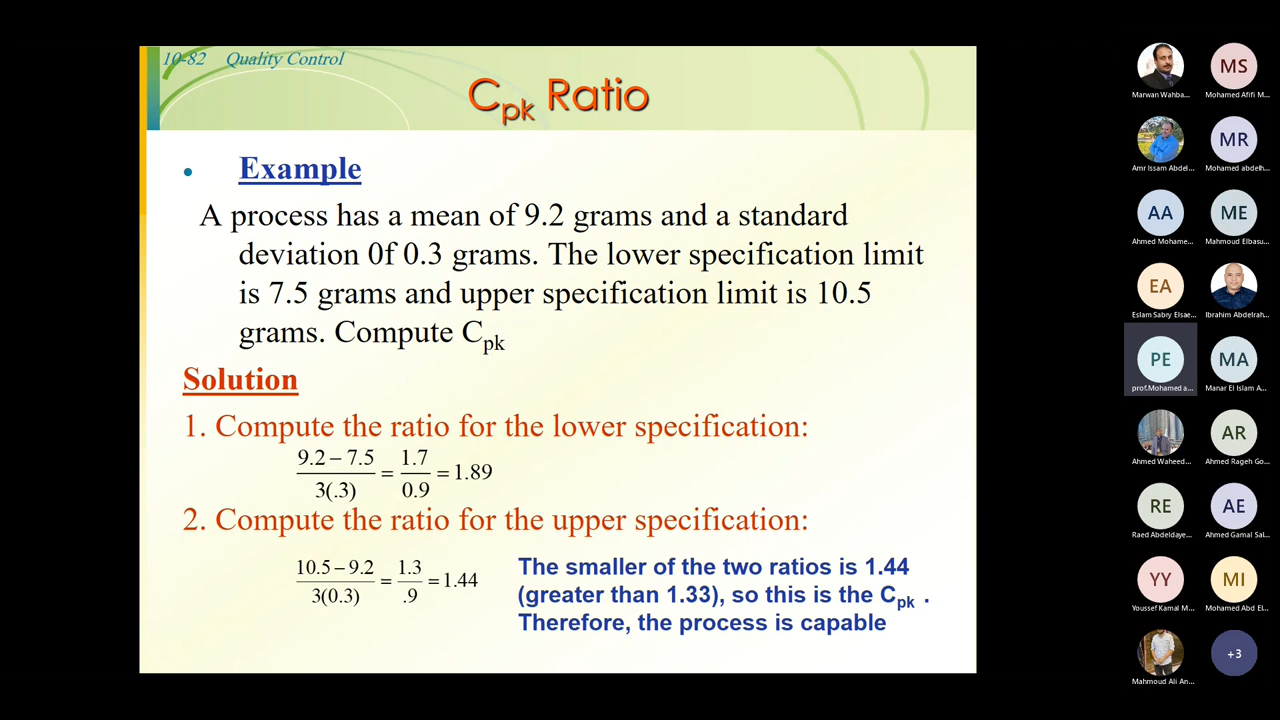 10-82 Quality Control
Cpk Ratio
• Example
A process has a mean of 9.2 grams and a standard
deviation 0f 0.3 grams. The lower specification limit
is 7.5 grams and upper specification limit is 10.5
grams. Compute Cpk
Solution
1. Compute the ratio for the lower specification:
9.2 − 7.5 / 3(.3) = 1.7 / 0.9 = 1.89
2. Compute the ratio for the upper specification:
10.5 − 9.2 / 3(0.3) = 1.3 / .9 = 1.44
The smaller of the two ratios is 1.44
(greater than 1.33), so this is the Cpk .
Therefore, the process is capable
Marwan Wahba...
MS
Mohamed Afifi M...
Amr Issam Abdel...
MR
Mohamed abdelh...
AA
Ahmed Mohame...
ME
Mahmoud Elbasu...
EA
Eslam Sabry Elsae...
Ibrahim Abdelrah...
PE
prof.Mohamed a...
MA
Manar El Islam A...
Ahmed Waheed...
AR
Ahmed Rageh Go...
RE
Raed Abdeldaye...
AE
Ahmed Gamal Sal...
YY
Youssef Kamal M...
MI
Mohamed Abd El...
Mahmoud Ali An...
+3